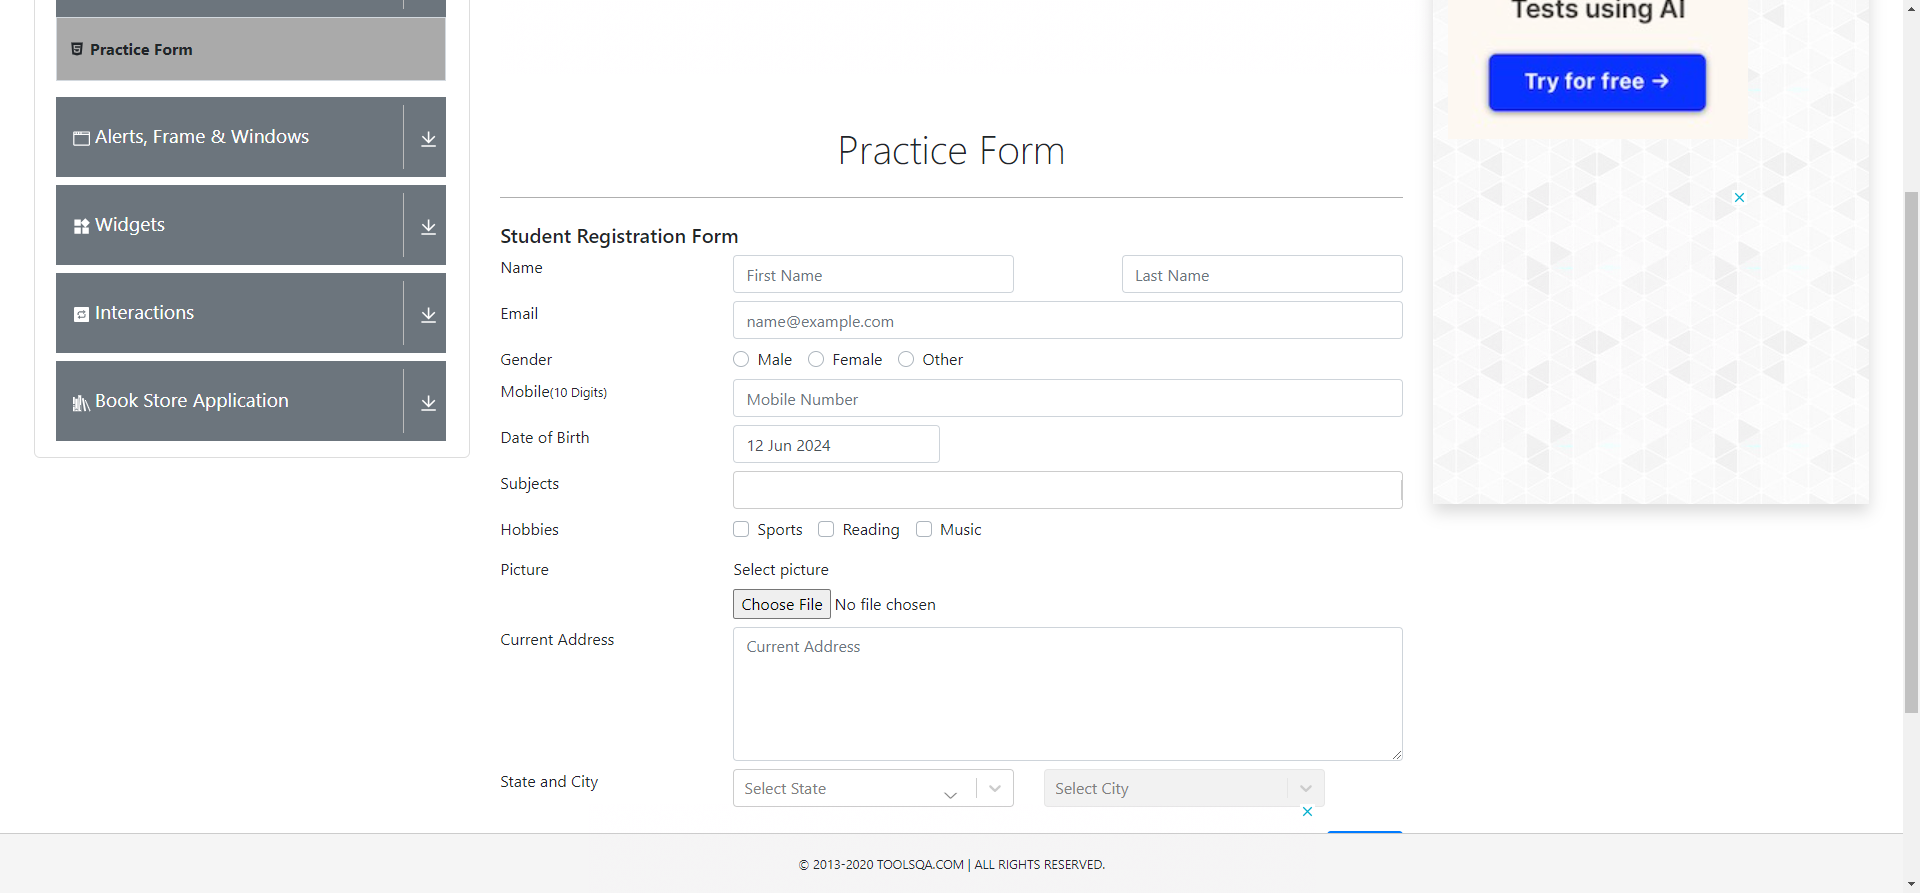 Practice Form
Alerts, Frame & Windows
Widgets
Interactions
Book Store Application
Practice Form
Student Registration Form
Name
First Name
Last Name
Email
name@example.com
Gender
Male
Female
Other
Mobile(10 Digits)
Mobile Number
Date of Birth
12 Jun 2024
Subjects
Hobbies
Sports
Reading
Music
Picture
Select picture
Choose File No file chosen
Current Address
Current Address
State and City
Select State
Select City
Tests using AI
Try for free →
© 2013-2020 TOOLSQA.COM | ALL RIGHTS RESERVED.